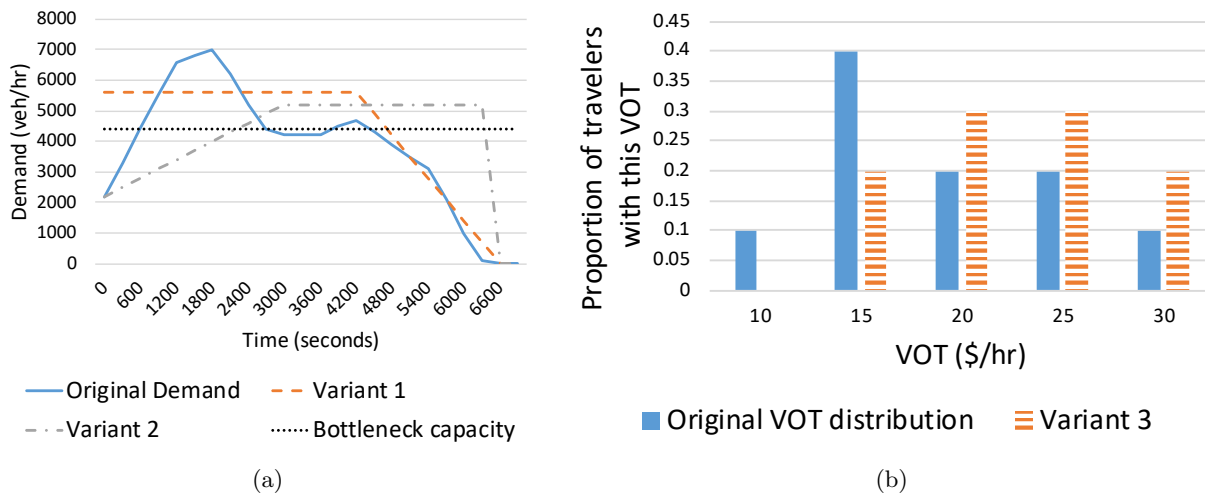 8000
7000
6000
5000
4000
3000
2000
1000
0
Demand (veh/hr)
0
600
1200
1800
2400
3000
3600
4200
4800
5400
6000
6600
Time (seconds)
Original Demand
Variant 1
Variant 2
Bottleneck capacity
(a)
0.45
0.4
0.35
0.3
0.25
0.2
0.15
0.1
0.05
0
Proportion of travelers
with this VOT
10
15
20
25
30
VOT ($/hr)
Original VOT distribution
Variant 3
(b)